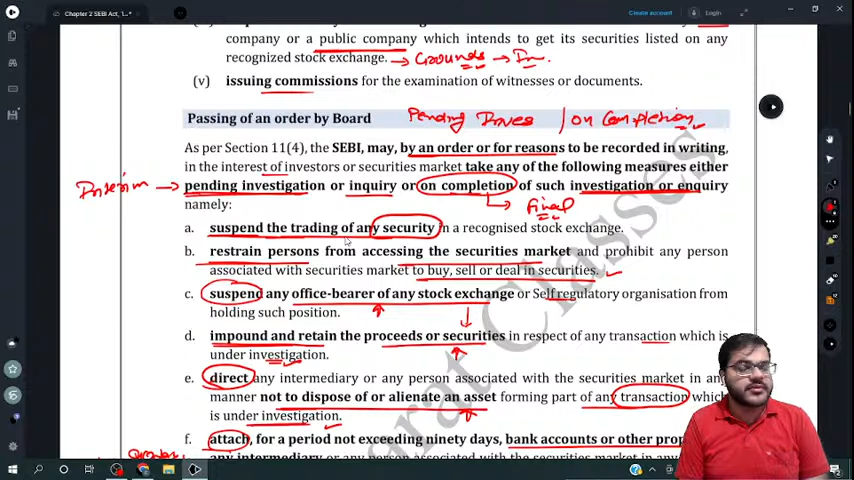 Chapter 2 SEBI Act, 1...*
Create account
Login
company or a public company which intends to get its securities listed on any
recognized stock exchange. → Grounds → In.
(v) issuing commissions for the examination of witnesses or documents.
Passing of an order by Board Pending / on Completion
As per Section 11(4), the SEBI, may, by an order or for reasons to be recorded in writing,
in the interest of investors or securities market take any of the following measures either
Interim → pending investigation or inquiry or on completion of such investigation or enquiry
namely: Final
a. suspend the trading of any security in a recognised stock exchange.
b. restrain persons from accessing the securities market and prohibit any person
associated with securities market to buy, sell or deal in securities.
c. suspend any office-bearer of any stock exchange or Self regulatory organisation from
holding such position.
d. impound and retain the proceeds or securities in respect of any transaction which is
under investigation.
e. direct any intermediary or any person associated with the securities market in any
manner not to dispose of or alienate an asset forming part of any transaction which
is under investigation.
f. attach, for a period not exceeding ninety days, bank accounts or other
Classes